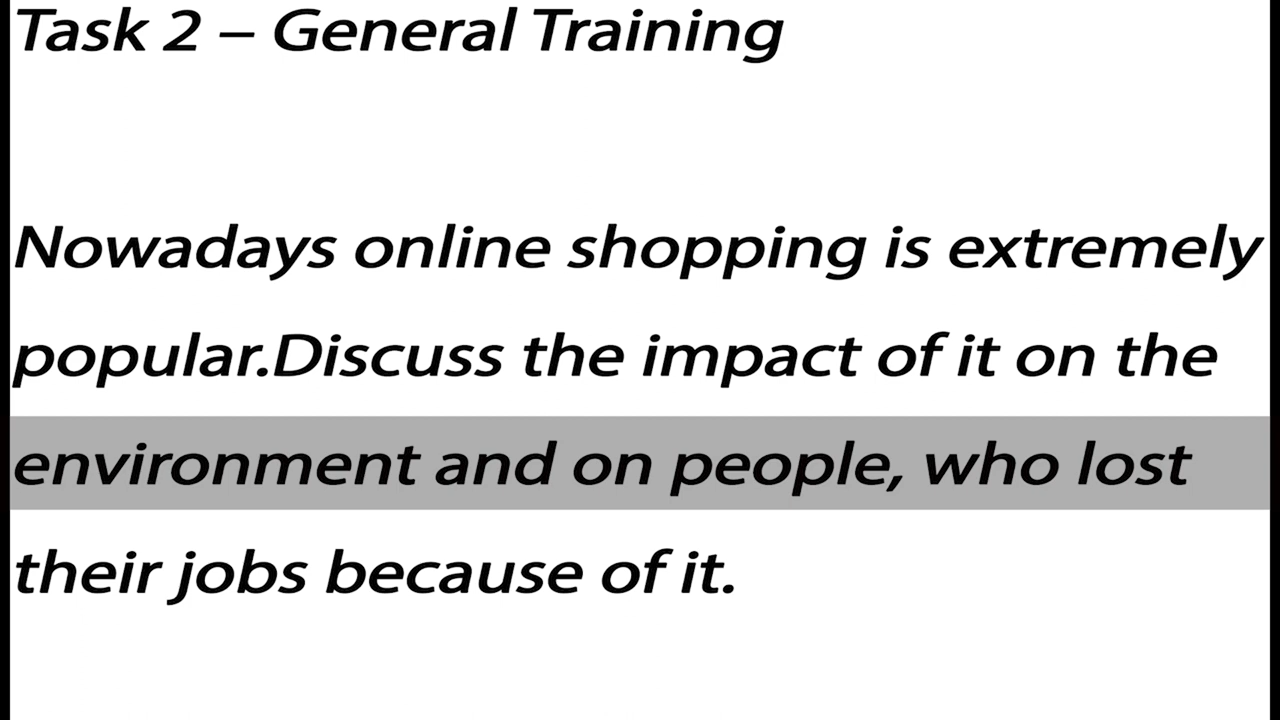 Task 2 – General Training
Nowadays online shopping is extremely
popular.Discuss the impact of it on the
environment and on people, who lost
their jobs because of it.